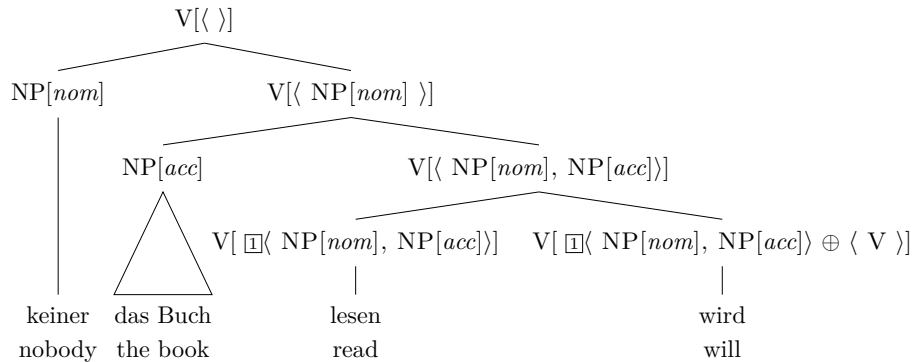 V[⟨ ⟩]
NP[nom] V[⟨ NP[nom] ⟩]
NP[acc] V[⟨ NP[nom], NP[acc]⟩]
V[ 1⟨ NP[nom], NP[acc]⟩] V[ 1⟨ NP[nom], NP[acc]⟩ ⊕ ⟨ V ⟩]
keiner das Buch lesen wird
nobody the book read will